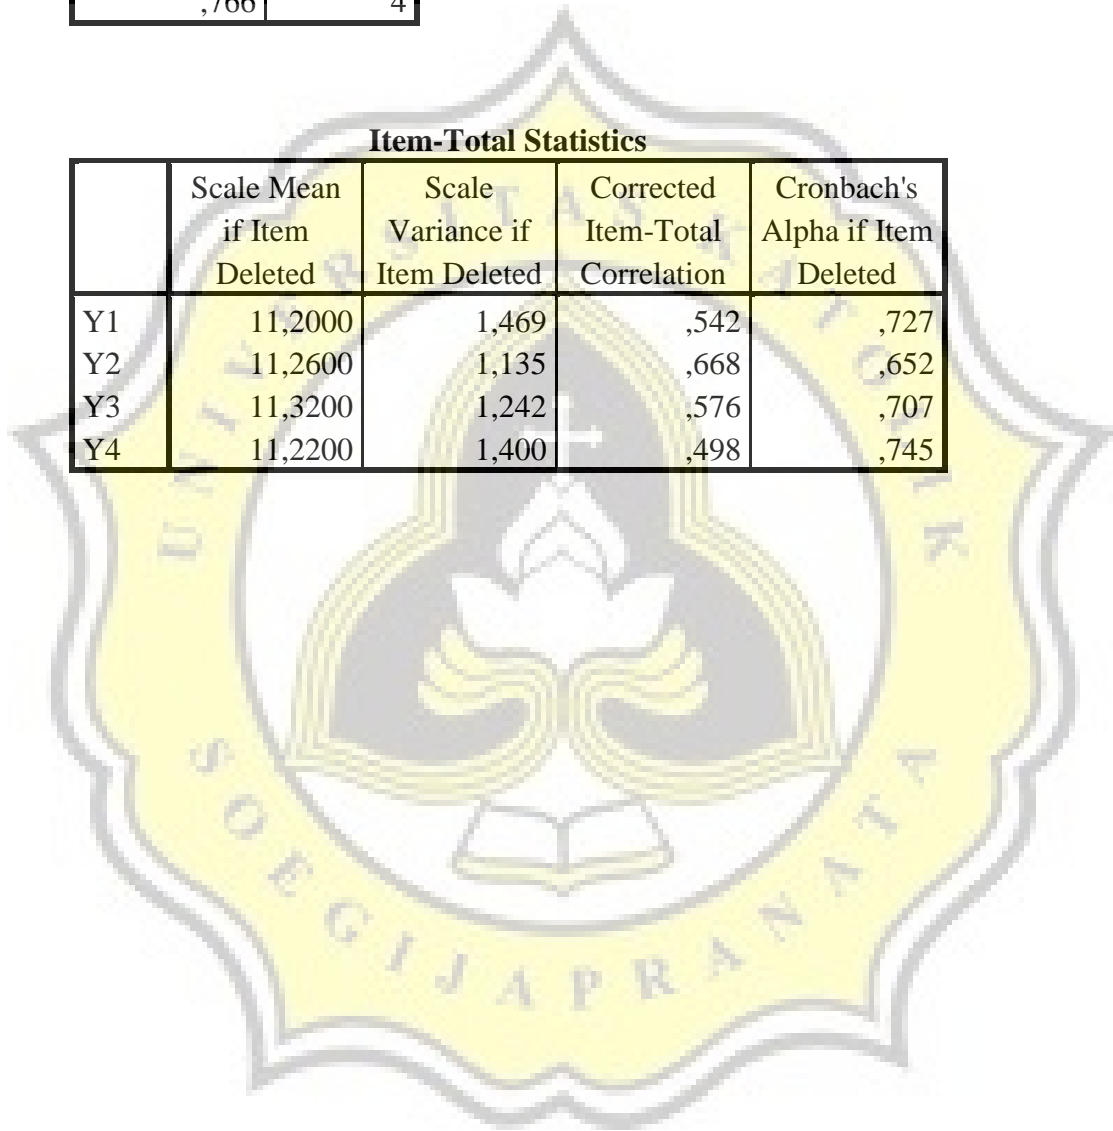 ,766 4
Item-Total Statistics
Scale Mean if Item Deleted Scale Variance if Item Deleted Corrected Item-Total Correlation Cronbach's Alpha if Item Deleted
Y1 11,2000 1,469 ,542 ,727
Y2 11,2600 1,135 ,668 ,652
Y3 11,3200 1,242 ,576 ,707
Y4 11,2200 1,400 ,498 ,745
UNIVERSITAS KATOLIK
SOEGIJAPRANATA